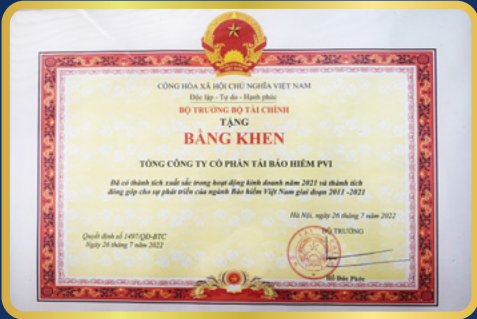 CỘNG HÒA XÃ HỘI CHỦ NGHĨA VIỆT NAM
Độc lập - Tự do - Hạnh phúc
BỘ TRƯỞNG BỘ TÀI CHÍNH
TẶNG
BẰNG KHEN
TỔNG CÔNG TY CỔ PHẦN TÁI BẢO HIỂM PVI
Đã có thành tích xuất sắc trong hoạt động kinh doanh năm 2021 và thành tích
đóng góp cho sự phát triển của ngành Bảo hiểm Việt Nam giai đoạn 2011 -2021
Hà Nội, ngày 26 tháng 7 năm 2022
Quyết định số 1497/QĐ-BTC
Ngày 26 tháng 7 năm 2022
BỘ TRƯỞNG
Hồ Đức Phớc